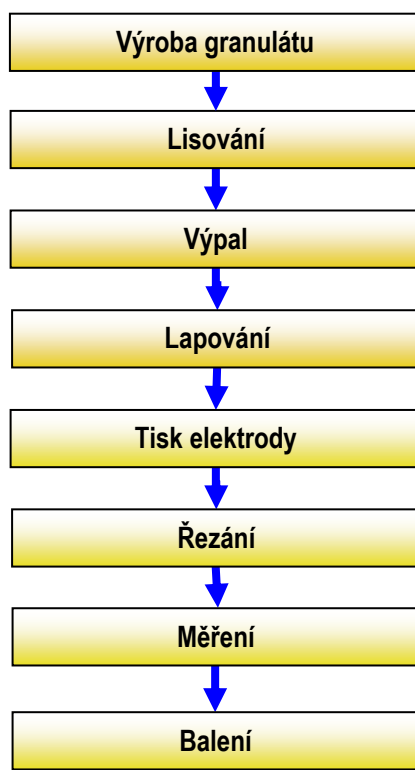 Výroba granulátu
Lisování
Výpal
Lapování
Tisk elektrody
Řezání
Měření
Balení